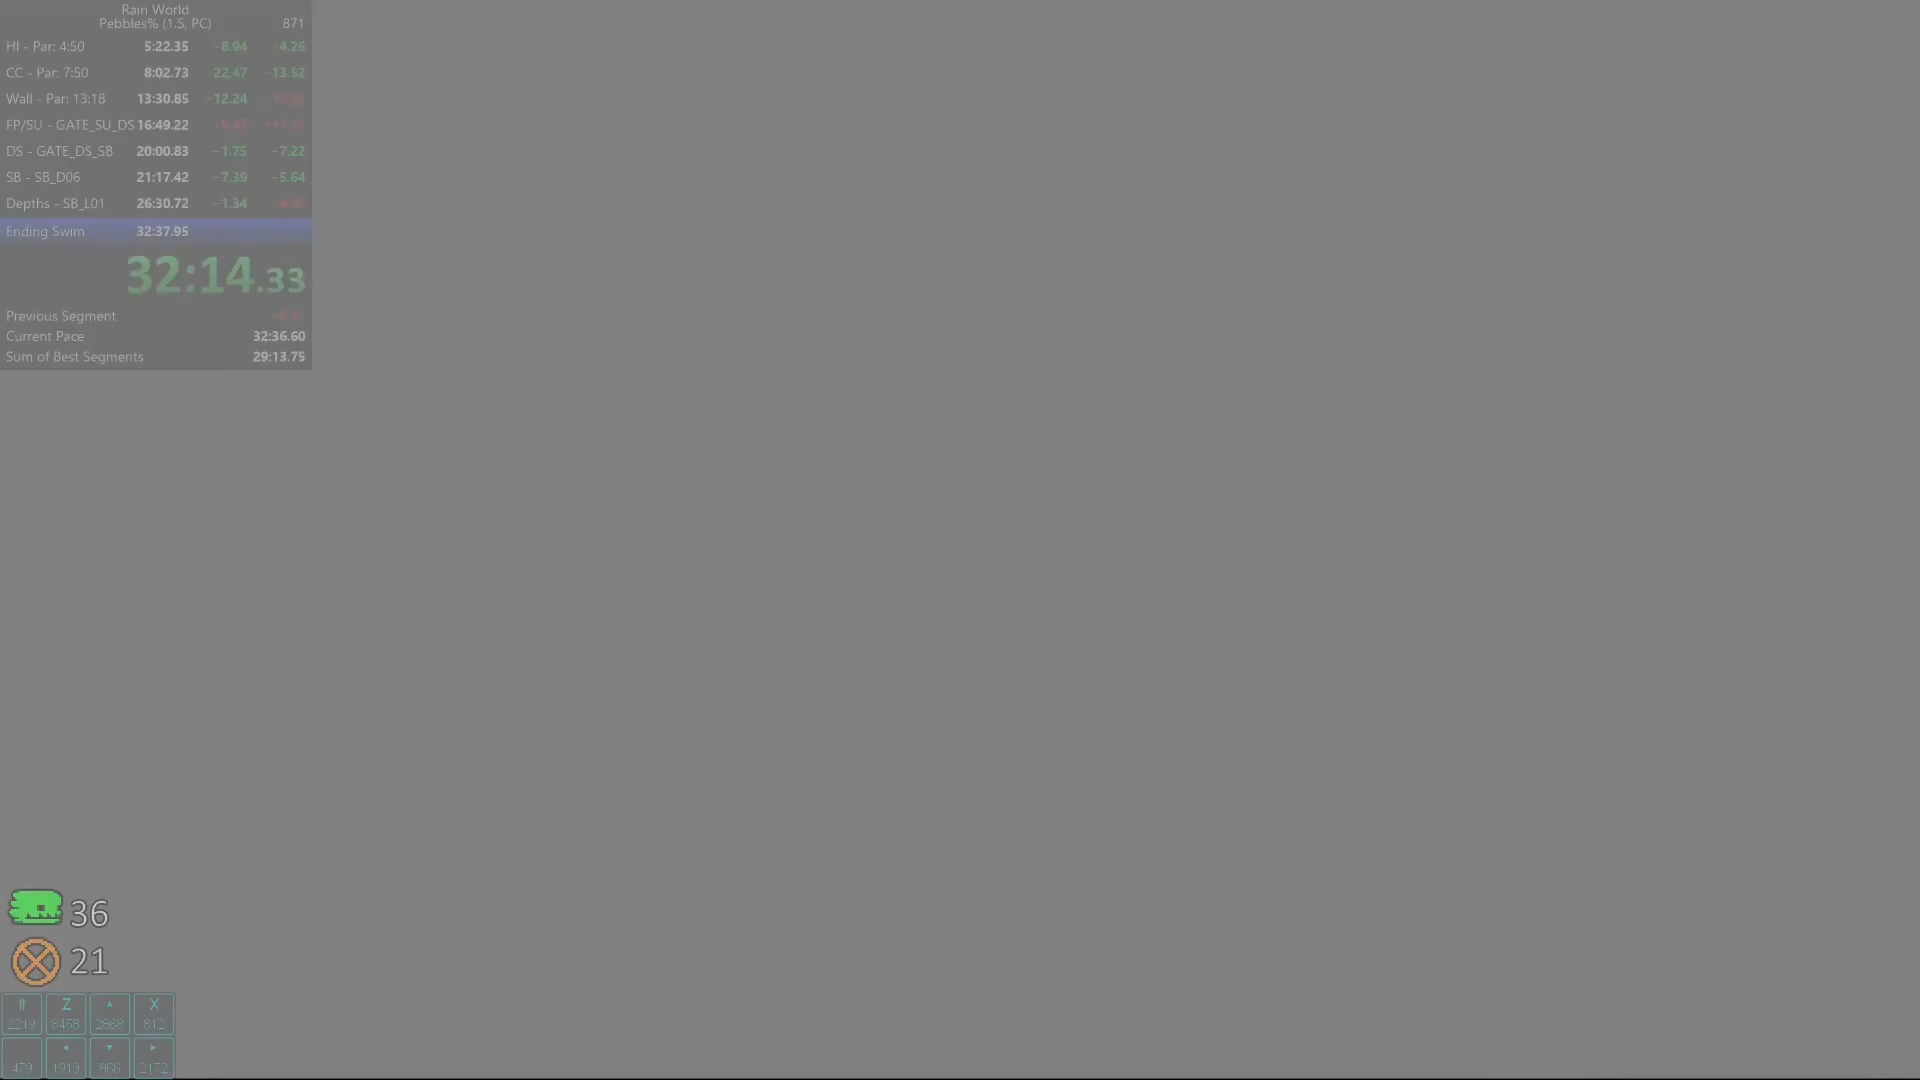 Rain World
Pebbles% (1.5, PC) 871
HI - Par: 4:50 5:22.35 -8.94 -4.26
CC - Par: 7:50 8:02.73 -22.47 -13.52
Wall - Par: 13:18 13:30.85 -12.24
FP/SU - GATE_SU_DS 16:49.22
DS - GATE_DS_SB 20:00.83 -1.75 -7.22
SB - SB_D06 21:17.42 -7.39 -5.64
Depths - SB_L01 26:30.72 -1.34
Ending Swim 32:37.95
32:14.33
Previous Segment
Current Pace 32:36.60
Sum of Best Segments 29:13.75
36
21
⇑ Z ▲ X
2219 6458 2868 812
◄ ▼ ►
479 1919 866 2172